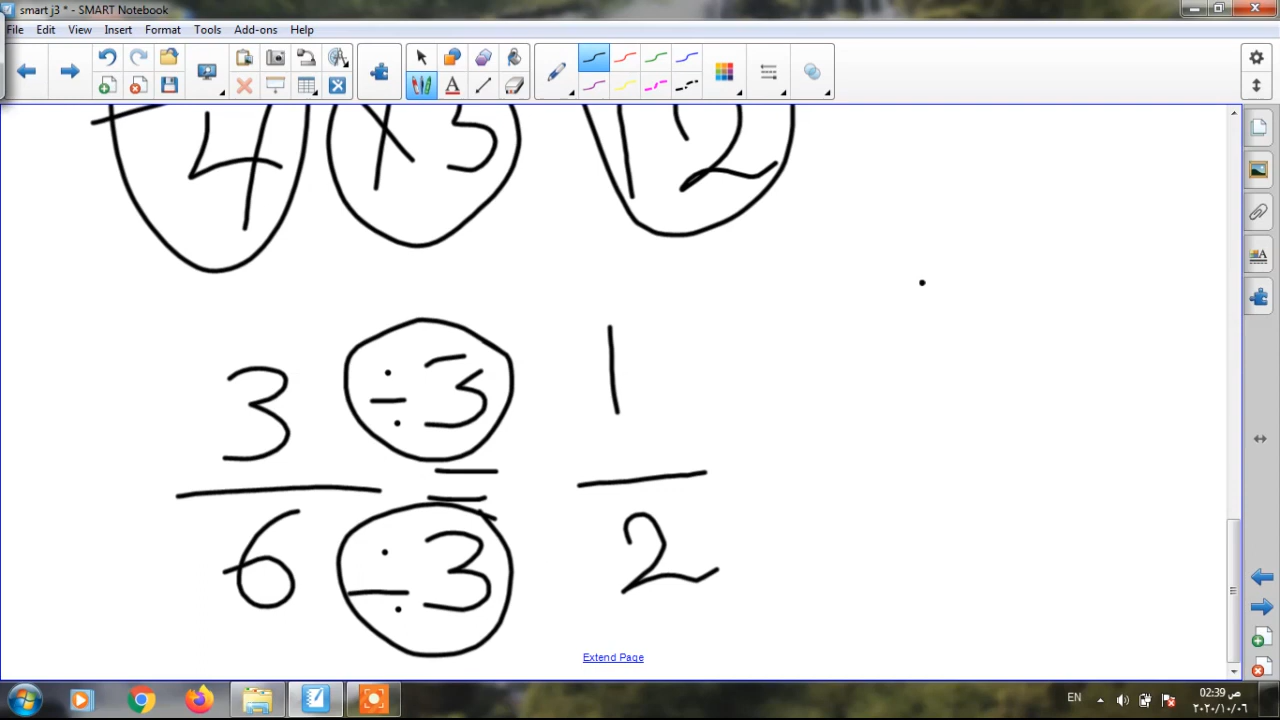 smart j3 * - SMART Notebook
File Edit View Insert Format Tools Add-ons Help
4 × 3 12
3 ÷ 3 1
=
6 ÷ 3 2
Extend Page
EN
02:39 ص
٢٠٢٠/١٠/٠٦